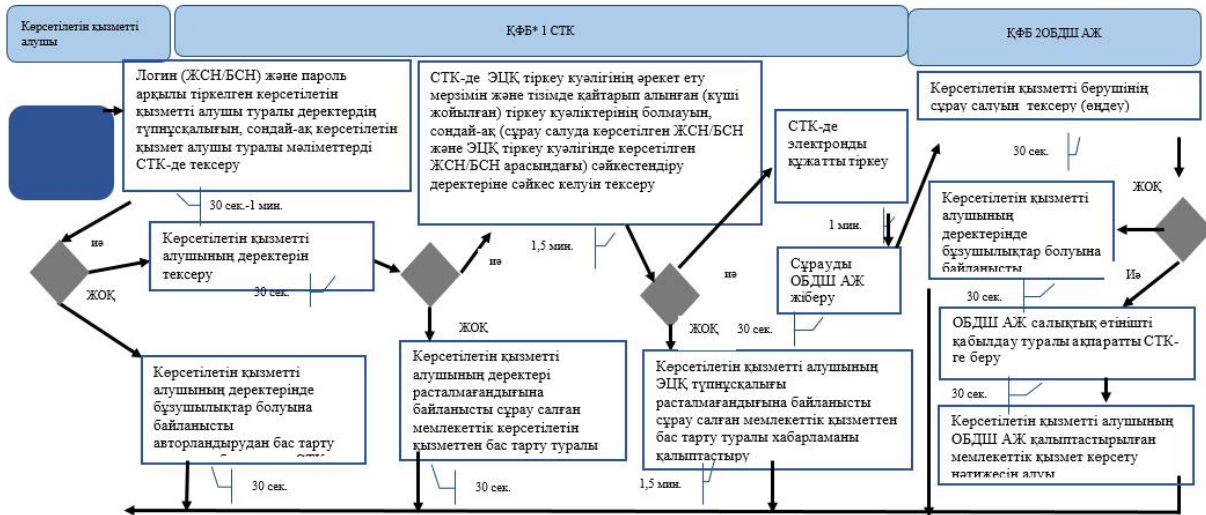 Көрсетілетін қызметті
алушы
ҚФБ* 1 СТК
ҚФБ 2ОБДШ АЖ
Логин (ЖСН/БСН) және пароль
арқылы тіркелген көрсетілетін
қызметті алушы туралы деректердің
түпнұсқалығын, сондай-ақ көрсетілетін
қызмет алушы туралы мәліметтерді
СТК-де тексеру
30 сек.-1 мин.
СТК-де ЭЦҚ тіркеу куәлігінің әрекет ету
мерзімін және тізімде қайтарып алынған (күші
жойылған) тіркеу куәліктерінің болмауын,
сондай-ақ (сұрау салуда көрсетілген ЖСН/БСН
және ЭЦҚ тіркеу куәлігінде көрсетілген
ЖСН/БСН арасындағы) сәйкестендіру
деректеріне сәйкес келуін тексеру
1,5 мин.
СТК-де
электронды
құжатты тіркеу
1 мин.
Көрсетілетін қызметті берушінің
сұрау салуын тексеру (өңдеу)
30 сек.
ЖОҚ
иә
Көрсетілетін қызметті
алушының деректерін
тексеру
30 сек.
ЖОҚ
иә
ЖОҚ
иә
ЖОҚ
Сұрауды
ОБДШ АЖ
жіберу
30 сек.
Көрсетілетін қызметті
алушының
деректерінде
бұзушылықтар болуына
байланысты
30 сек.
Иә
ОБДШ АЖ салықтық өтінішті
қабылдау туралы ақпаратты СТК-
ге беру
30 сек.
Көрсетілетін қызметті
алушының деректерінде
бұзушылықтар болуына
байланысты
авторландырудан бас тарту
30 сек.
Көрсетілетін қызметті
алушының деректері
расталмағандығына
байланысты сұрау салған
мемлекеттік көрсетілетін
қызметтен бас тарту туралы
30 сек.
Көрсетілетін қызметті алушының
ЭЦҚ түпнұсқалығы
расталмағандығына байланысты
сұрау салған мемлекеттік қызметтен
бас тарту туралы хабарламаны
қалыптастыру
1,5 мин.
Көрсетілетін қызметті алушының
ОБДШ АЖ қалыптастырылған
мемлекеттік қызмет көрсету
нәтижесін алуы
30 сек.